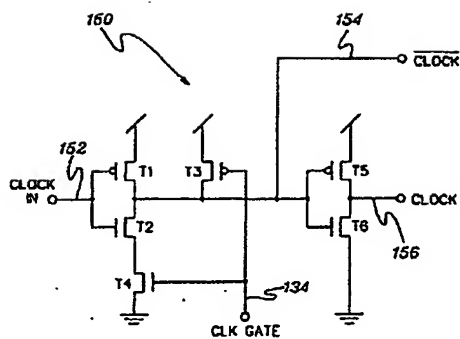 160
154
CLOCK
152
T1
T3
T5
CLOCK
IN
CLOCK
T2
T6
156
T4
134
CLK GATE